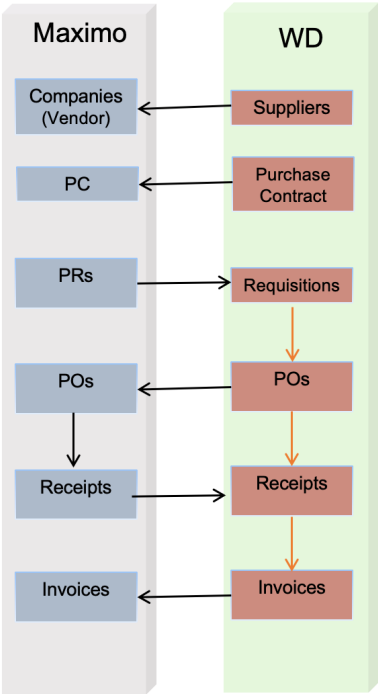 Maximo
WD
Companies
(Vendor)
Suppliers
PC
Purchase
Contract
PRs
Requisitions
POs
POs
Receipts
Receipts
Invoices
Invoices